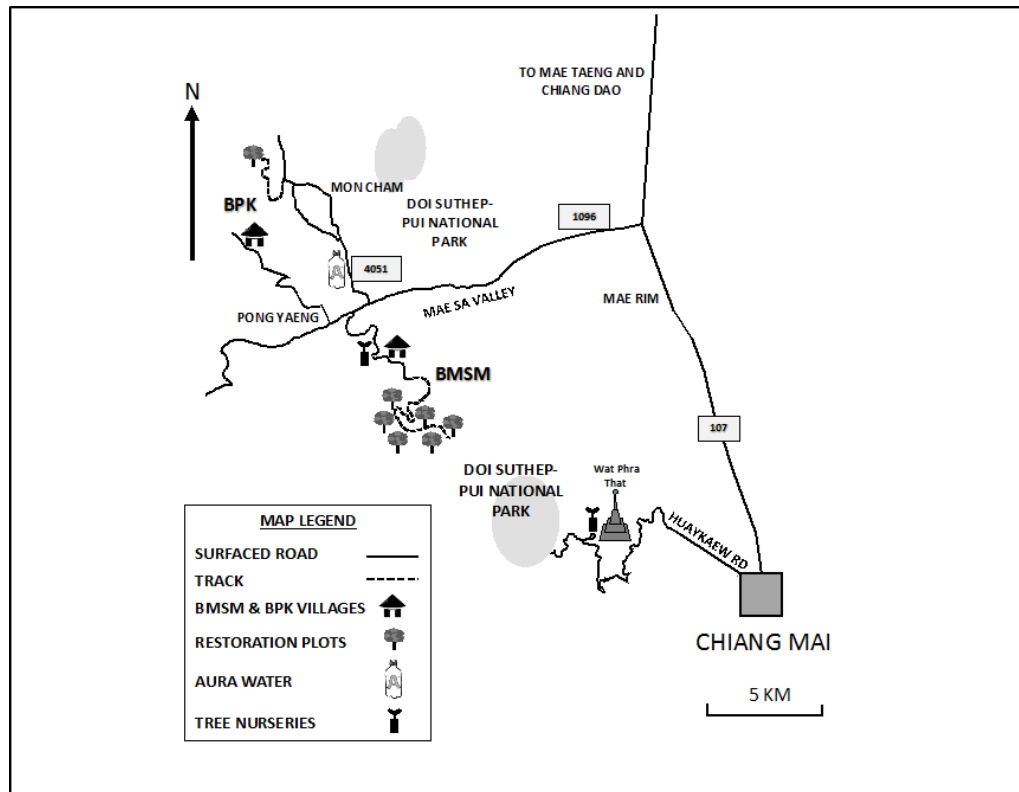 TO MAE TAENG AND
CHIANG DAO
N
MON CHAM
BPK
DOI SUTHEP-
PUI NATIONAL
PARK
1096
4051
A
MAE SA VALLEY
MAE RIM
PONG YAENG
BMSM
107
DOI SUTHEP-
PUI NATIONAL
PARK
Wat Phra
That
HUAYKAEW RD
CHIANG MAI
5 KM
MAP LEGEND
SURFACED ROAD
TRACK
BMSM & BPK VILLAGES
RESTORATION PLOTS
AURA WATER
A
TREE NURSERIES